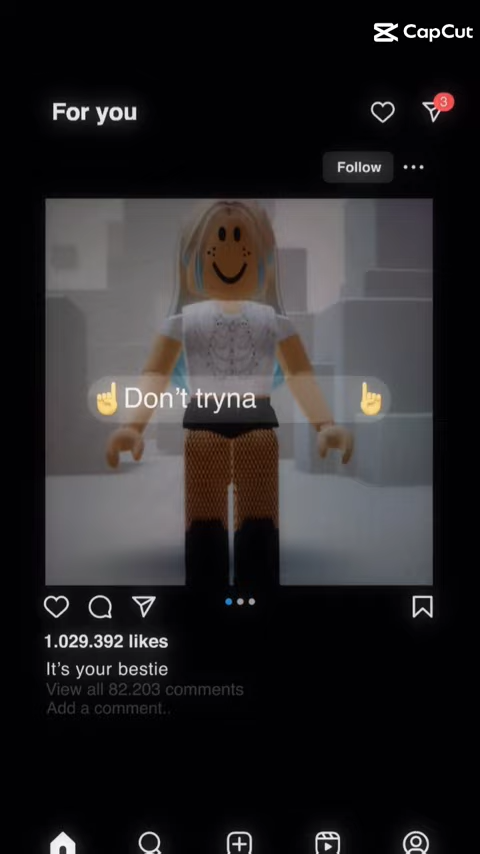 CapCut
For you
3
Follow
☝Don't tryna ☝
1.029.392 likes
It's your bestie
View all 82.203 comments
Add a comment..